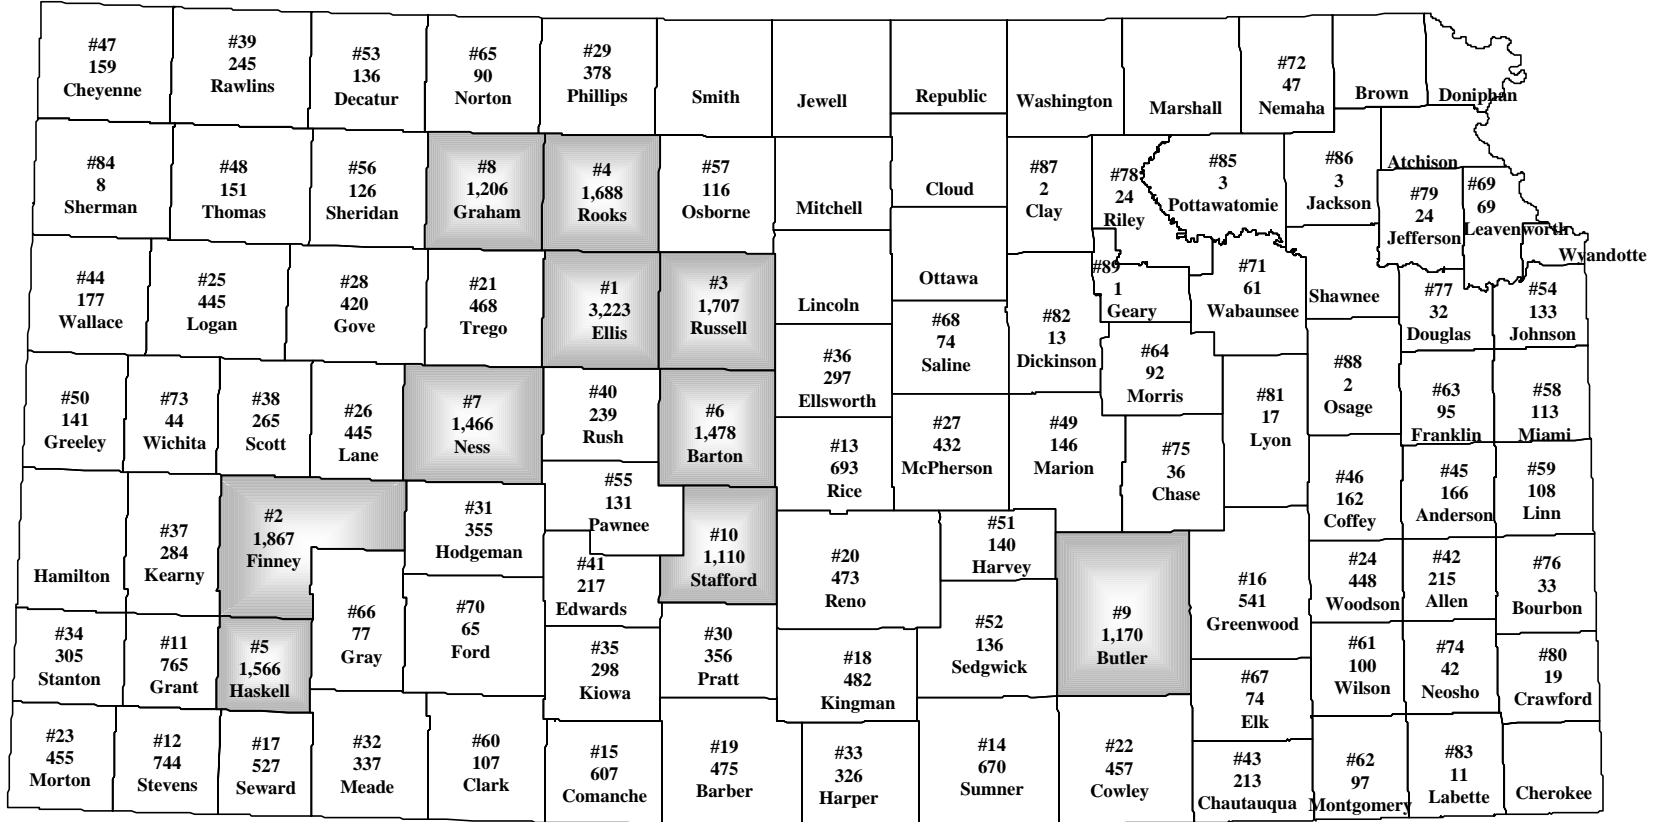 #47
159
Cheyenne
#39
245
Rawlins
#53
136
Decatur
#65
90
Norton
#29
378
Phillips
Smith
Jewell
Republic
Washington
Marshall
#72
47
Nemaha
Brown
Doniphan
#84
8
Sherman
#48
151
Thomas
#56
126
Sheridan
#8
1,206
Graham
#4
1,688
Rooks
#57
116
Osborne
Mitchell
Cloud
#87
2
Clay
#78
24
Riley
#85
3
Pottawatomie
#86
3
Jackson
Atchison
#79
24
Jefferson
#69
69
Leavenworth
Wyandotte
#44
177
Wallace
#25
445
Logan
#28
420
Gove
#21
468
Trego
#1
3,223
Ellis
#3
1,707
Russell
Lincoln
Ottawa
#68
74
Saline
#82
13
Dickinson
#89
1
Geary
#71
61
Wabaunsee
Shawnee
#77
32
Douglas
#54
133
Johnson
#50
141
Greeley
#73
44
Wichita
#38
265
Scott
#26
445
Lane
#7
1,466
Ness
#40
239
Rush
#6
1,478
Barton
#36
297
Ellsworth
#13
693
Rice
#27
432
McPherson
#49
146
Marion
#64
92
Morris
#75
36
Chase
#81
17
Lyon
#88
2
Osage
#63
95
Franklin
#58
113
Miami
Hamilton
#37
284
Kearny
#2
1,867
Finney
#31
355
Hodgeman
#55
131
Pawnee
#10
1,110
Stafford
#41
217
Edwards
#20
473
Reno
#51
140
Harvey
#9
1,170
Butler
#16
541
Greenwood
#46
162
Coffey
#45
166
Anderson
#59
108
Linn
#24
448
Woodson
#42
215
Allen
#76
33
Bourbon
#34
305
Stanton
#11
765
Grant
#5
1,566
Haskell
#66
77
Gray
#70
65
Ford
#35
298
Kiowa
#30
356
Pratt
#18
482
Kingman
#52
136
Sedgwick
#67
74
Elk
#61
100
Wilson
#74
42
Neosho
#80
19
Crawford
#23
455
Morton
#12
744
Stevens
#17
527
Seward
#32
337
Meade
#60
107
Clark
#15
607
Comanche
#19
475
Barber
#33
326
Harper
#14
670
Sumner
#22
457
Cowley
#43
213
Chautauqua
#62
97
Montgomery
#83
11
Labette
Cherokee